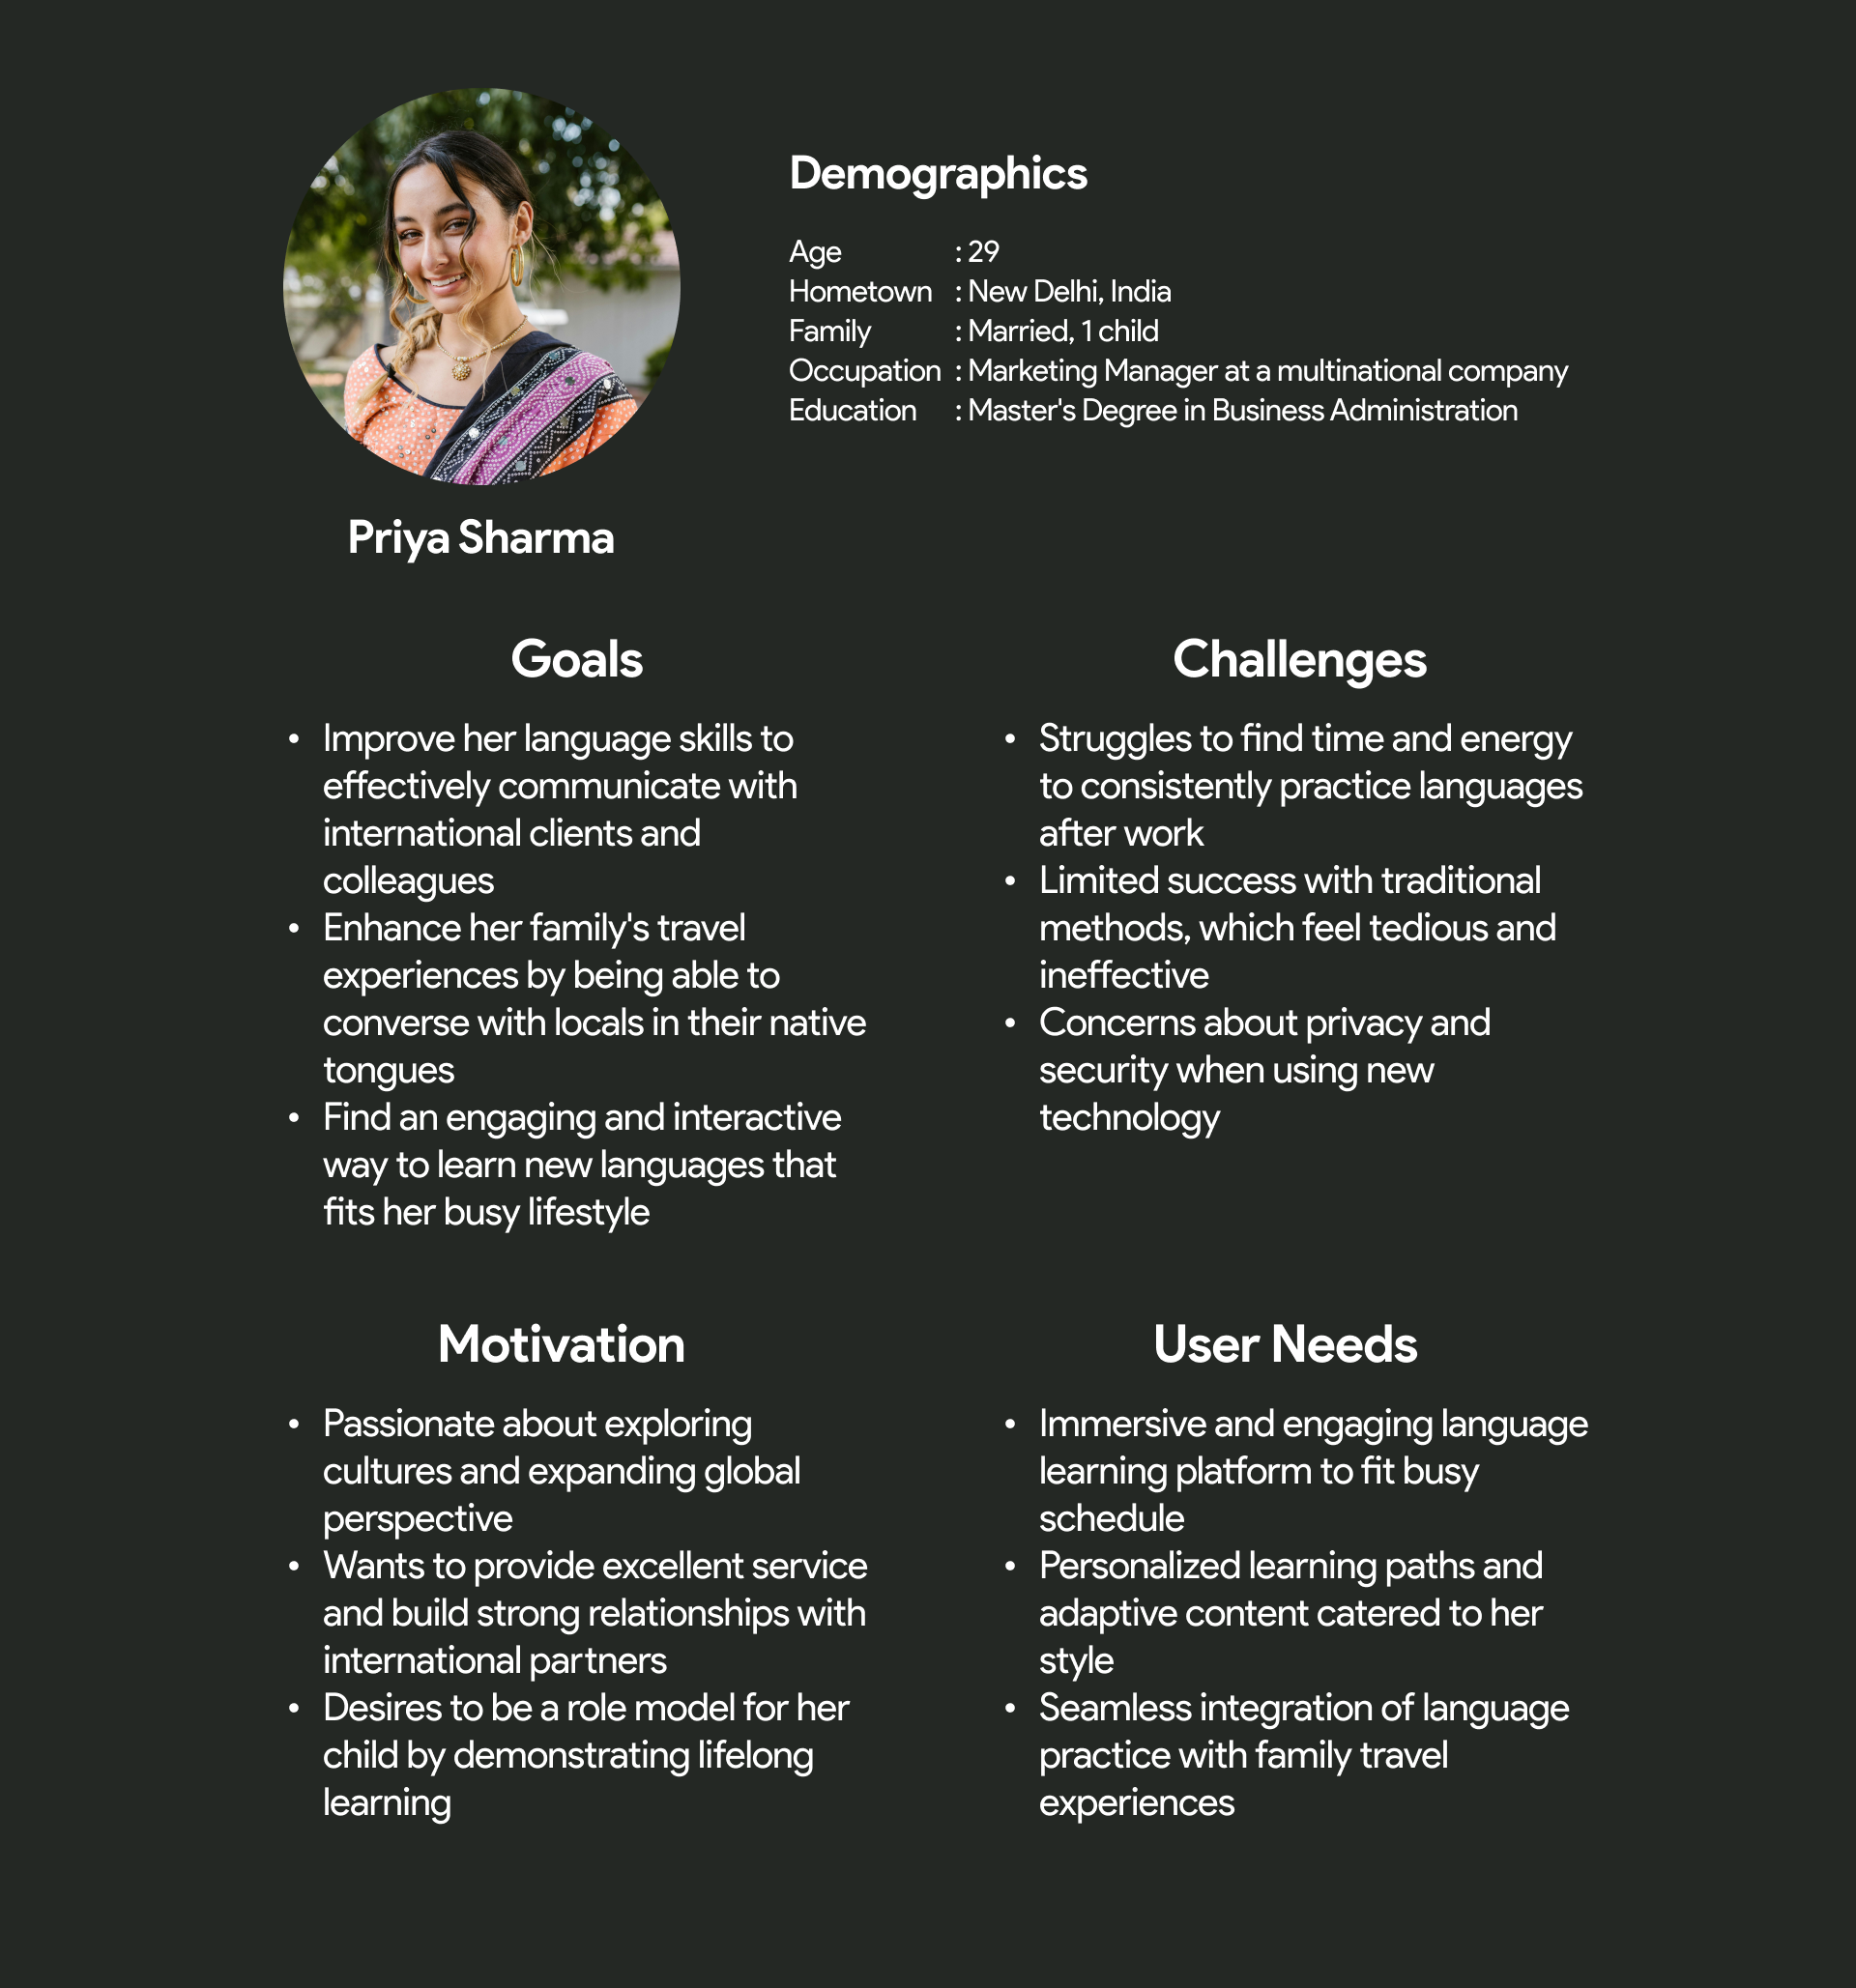 Demographics
Age : 29
Hometown : New Delhi, India
Family : Married, 1 child
Occupation : Marketing Manager at a multinational company
Education : Master's Degree in Business Administration
Priya Sharma
Goals
• Improve her language skills to
effectively communicate with
international clients and
colleagues
• Enhance her family's travel
experiences by being able to
converse with locals in their native
tongues
• Find an engaging and interactive
way to learn new languages that
fits her busy lifestyle
Challenges
• Struggles to find time and energy
to consistently practice languages
after work
• Limited success with traditional
methods, which feel tedious and
ineffective
• Concerns about privacy and
security when using new
technology
Motivation
• Passionate about exploring
cultures and expanding global
perspective
• Wants to provide excellent service
and build strong relationships with
international partners
• Desires to be a role model for her
child by demonstrating lifelong
learning
User Needs
• Immersive and engaging language
learning platform to fit busy
schedule
• Personalized learning paths and
adaptive content catered to her
style
• Seamless integration of language
practice with family travel
experiences